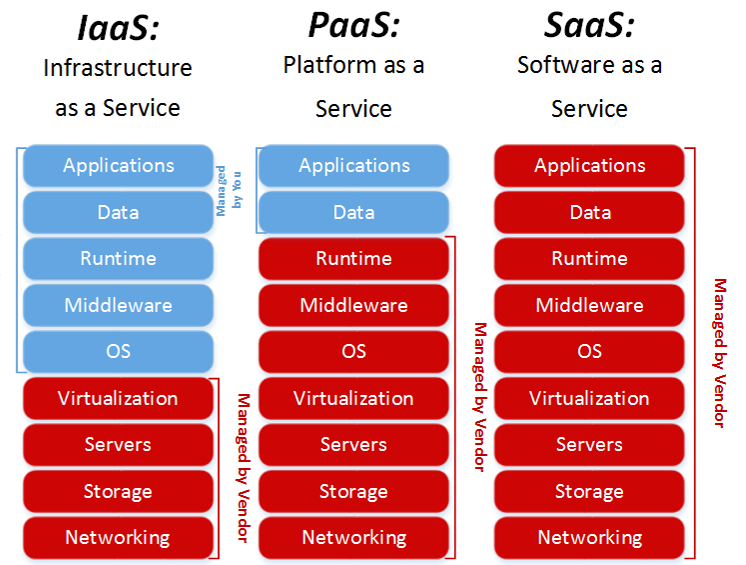 IaaS:
Infrastructure
as a Service
Applications
Data
Runtime
Middleware
OS
Virtualization
Servers
Storage
Networking
Managed
by You
Managed by Vendor
PaaS:
Platform as a
Service
Applications
Data
Runtime
Middleware
OS
Virtualization
Servers
Storage
Networking
Managed by Vendor
SaaS:
Software as a
Service
Applications
Data
Runtime
Middleware
OS
Virtualization
Servers
Storage
Networking
Managed by Vendor